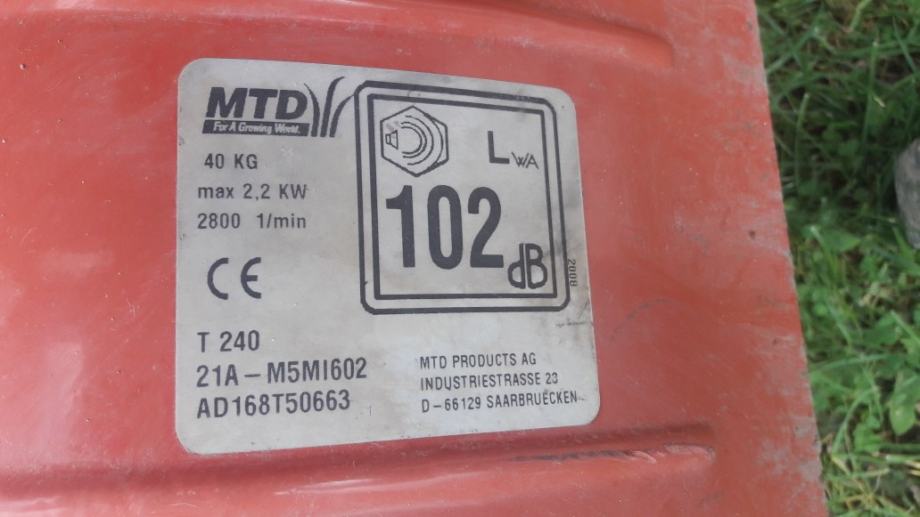 MTD
For A Growing World.
40 KG
max 2,2 KW
2800 1/min
CE
LWA
102
dB
2008
T 240
21A-M5MI602
AD168T50663
MTD PRODUCTS AG
INDUSTRIESTRASSE 23
D-66129 SAARBRUECKEN